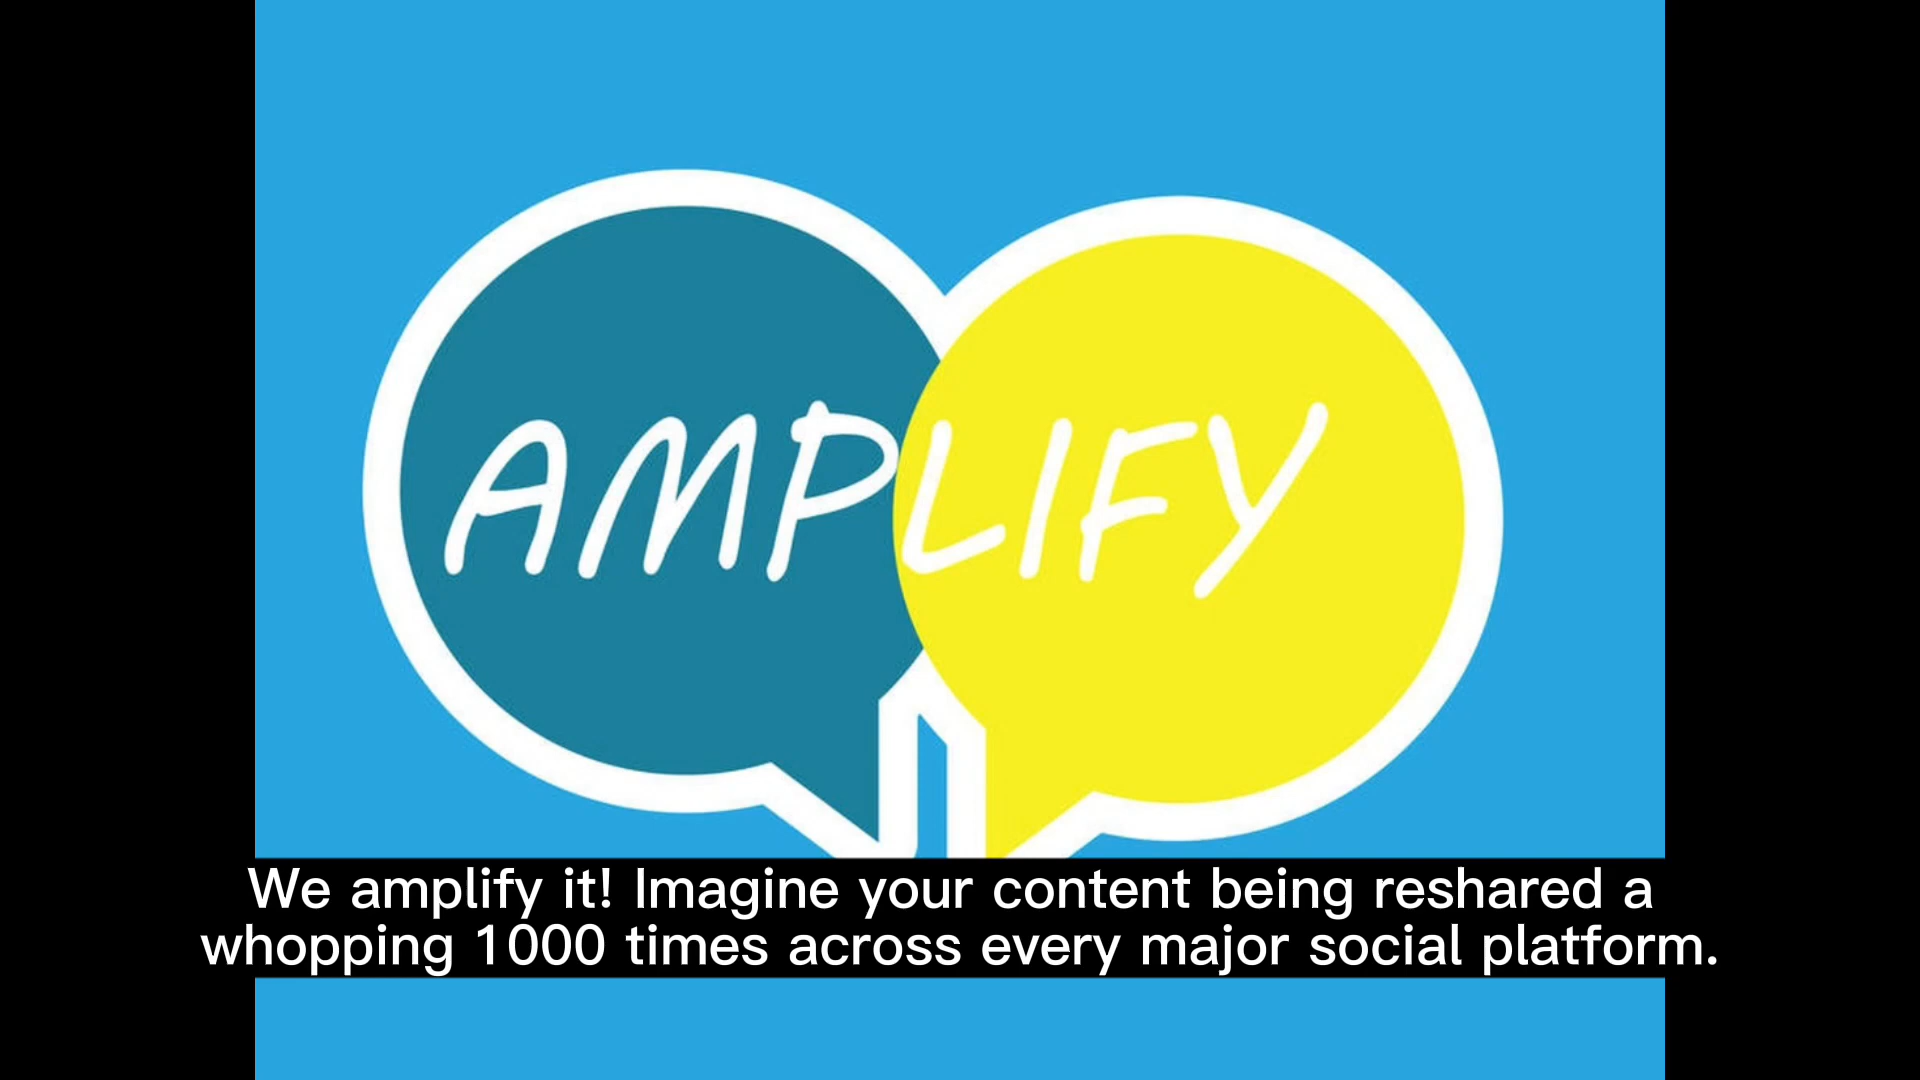 AMPLIFY
We amplify it! Imagine your content being reshared a
whopping 1000 times across every major social platform.